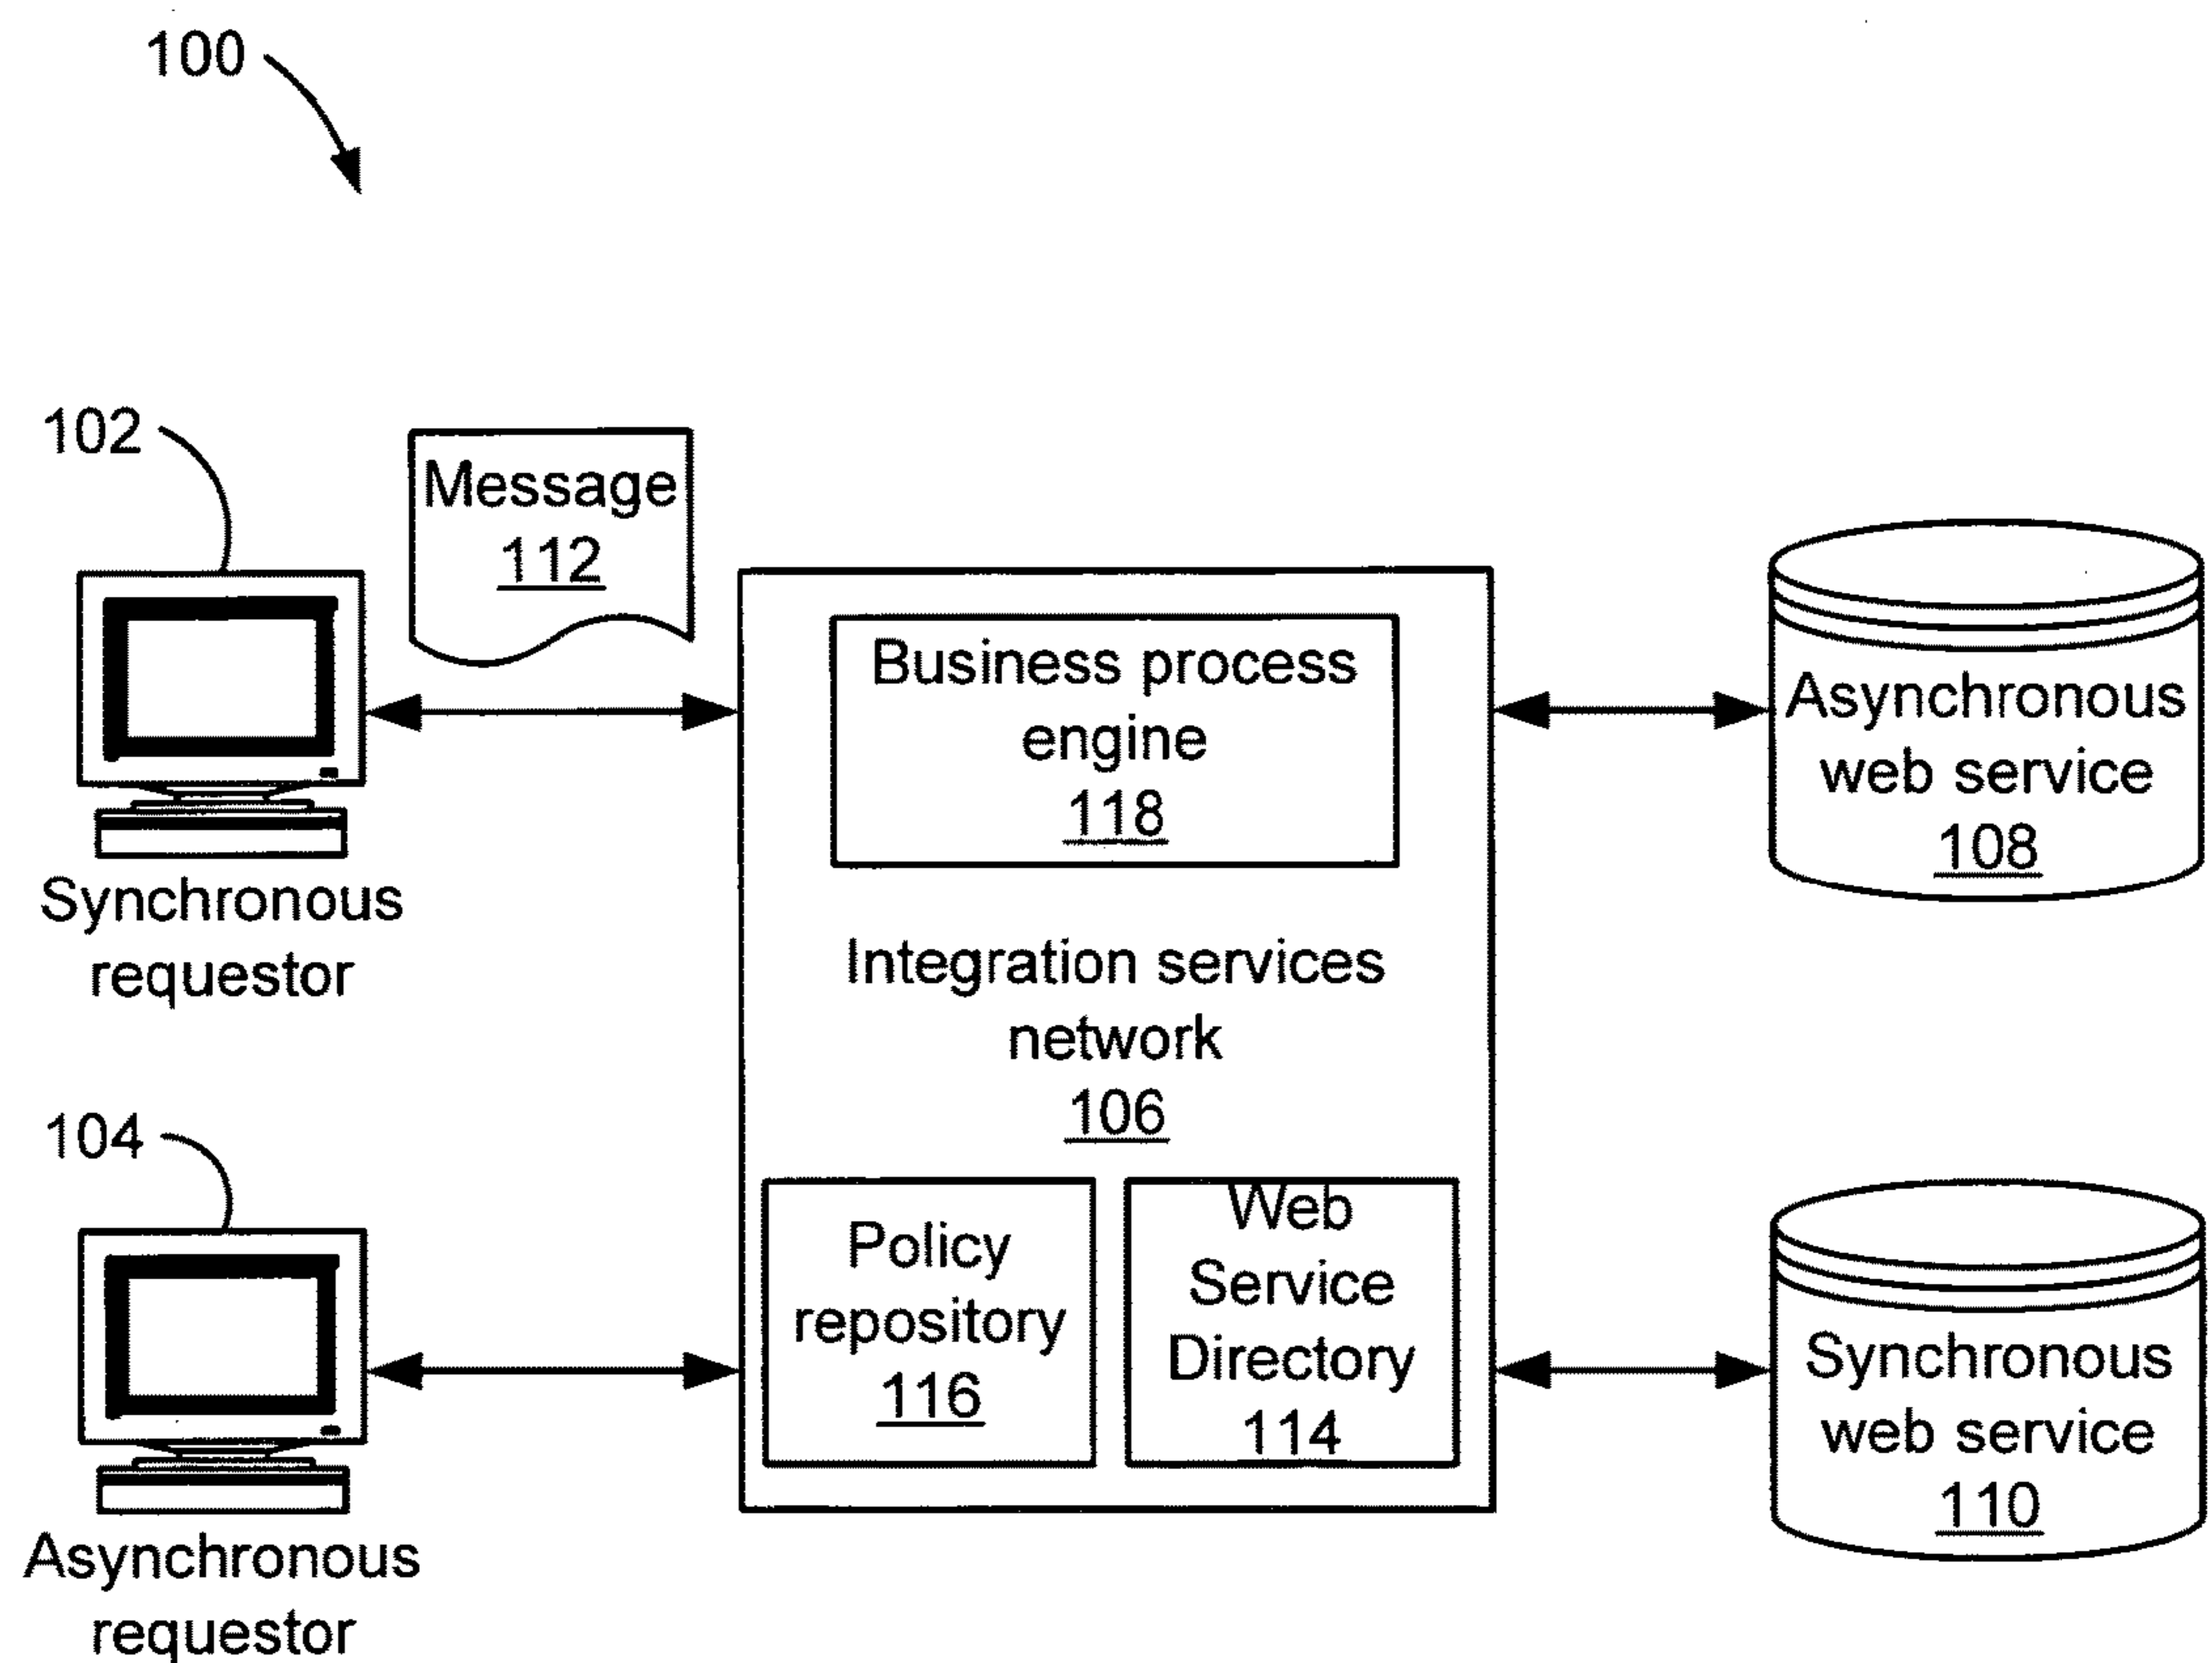 100
102
Message
112
Synchronous
requestor
Business process
engine
118
Integration services
network
106
Asynchronous
web service
108
104
Asynchronous
requestor
Policy
repository
116
Web
Service
Directory
114
Synchronous
web service
110